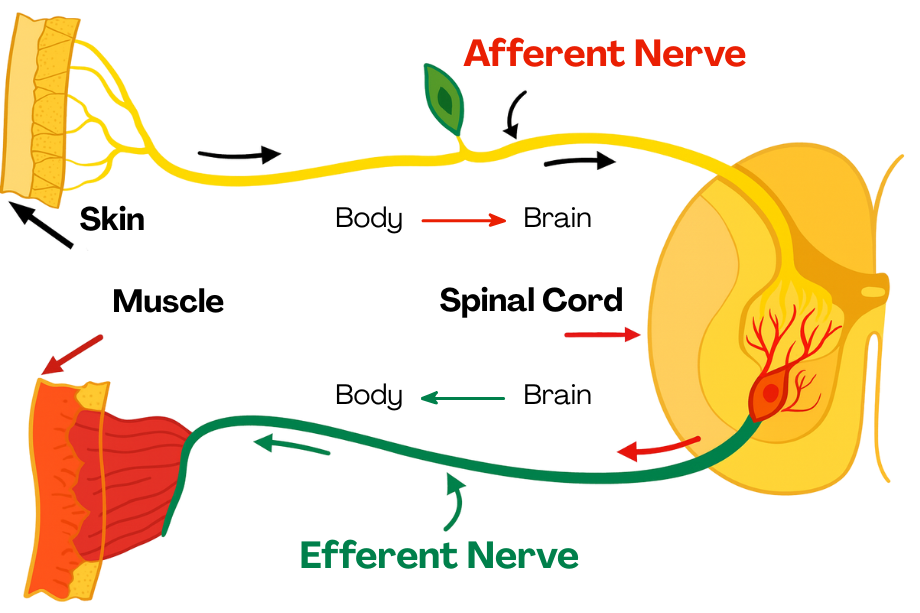 Afferent Nerve
Skin
Body
Brain
Muscle
Spinal Cord
Body
Brain
Efferent Nerve